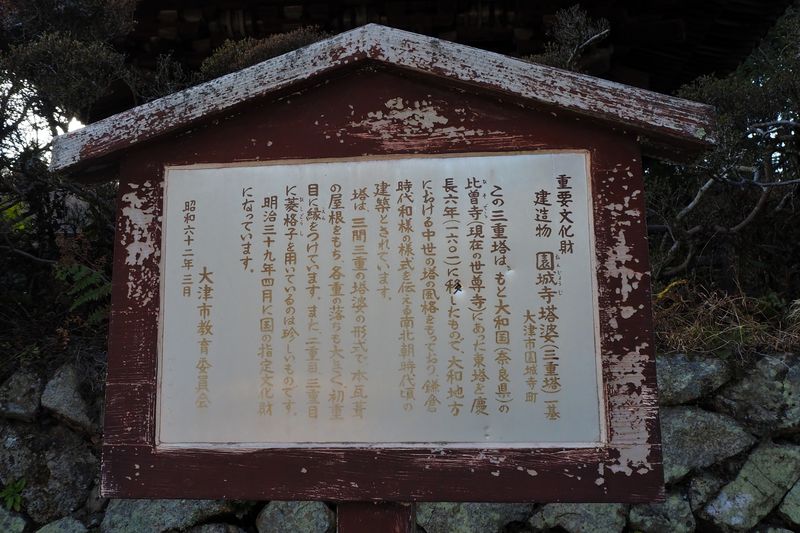 重要文化財
建造物 園城寺塔婆(三重塔)一基
大津市園城寺町
この三重塔は、もと大和国(奈良県)の
比曽寺(現在の世尊寺)にあった東塔を慶
長六年(一六〇一)に移したもので、大和地方
における中世の塔の風格をもっており、鎌倉
時代和様の様式を伝える南北朝時代頃の
建築とされています。
塔は、三間三重の塔婆の形式で、本瓦葺
の屋根をもち、各重の落ちも大きく、初重
目に縁をつけています。また、二重目、三重目
に菱格子を用いているのは珍しいものです。
明治三十九年四月に国の指定文化財
になっています。
昭和六十二年三月
大津市教育委員会